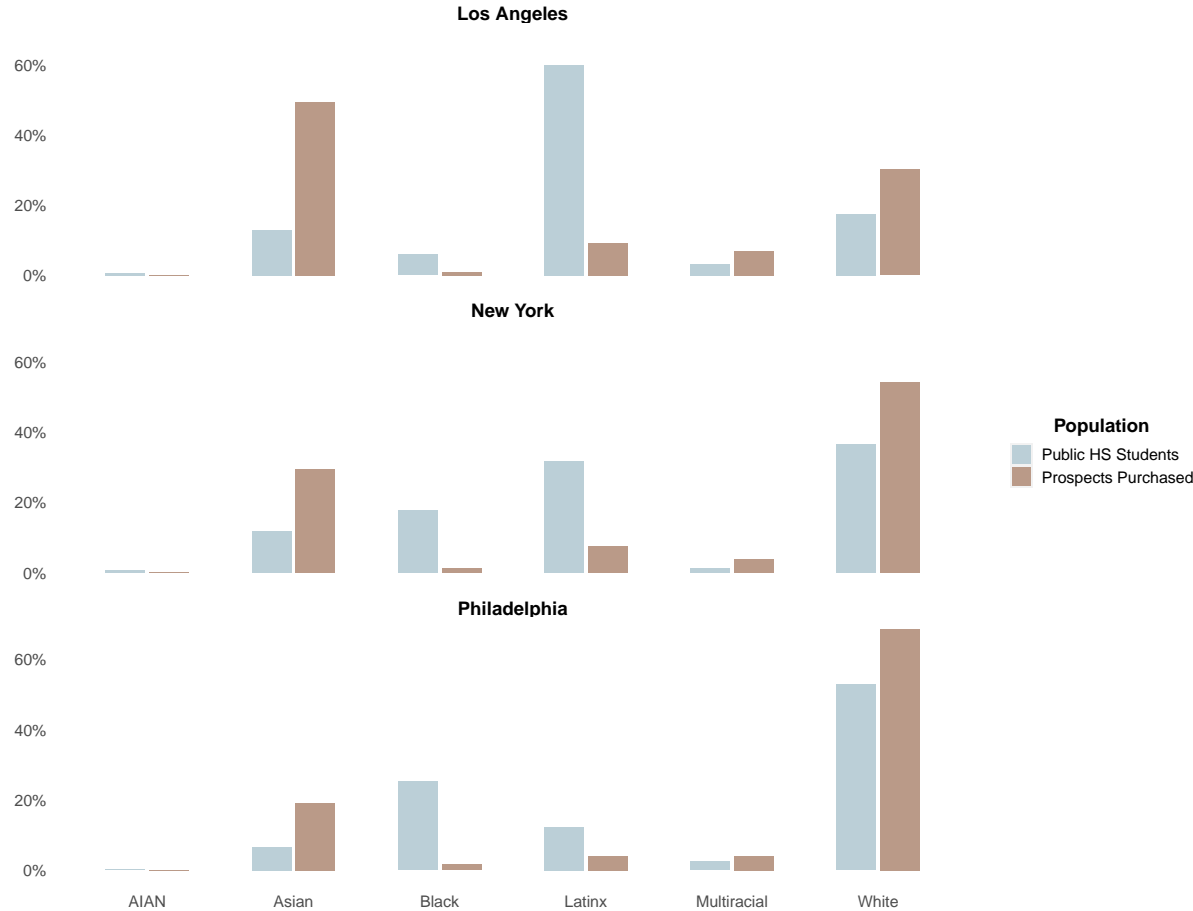 Los Angeles
60%
40%
20%
0%
New York
60%
40%
20%
0%
Population
Public HS Students
Prospects Purchased
Philadelphia
60%
40%
20%
0%
AIAN Asian Black Latinx Multiracial White